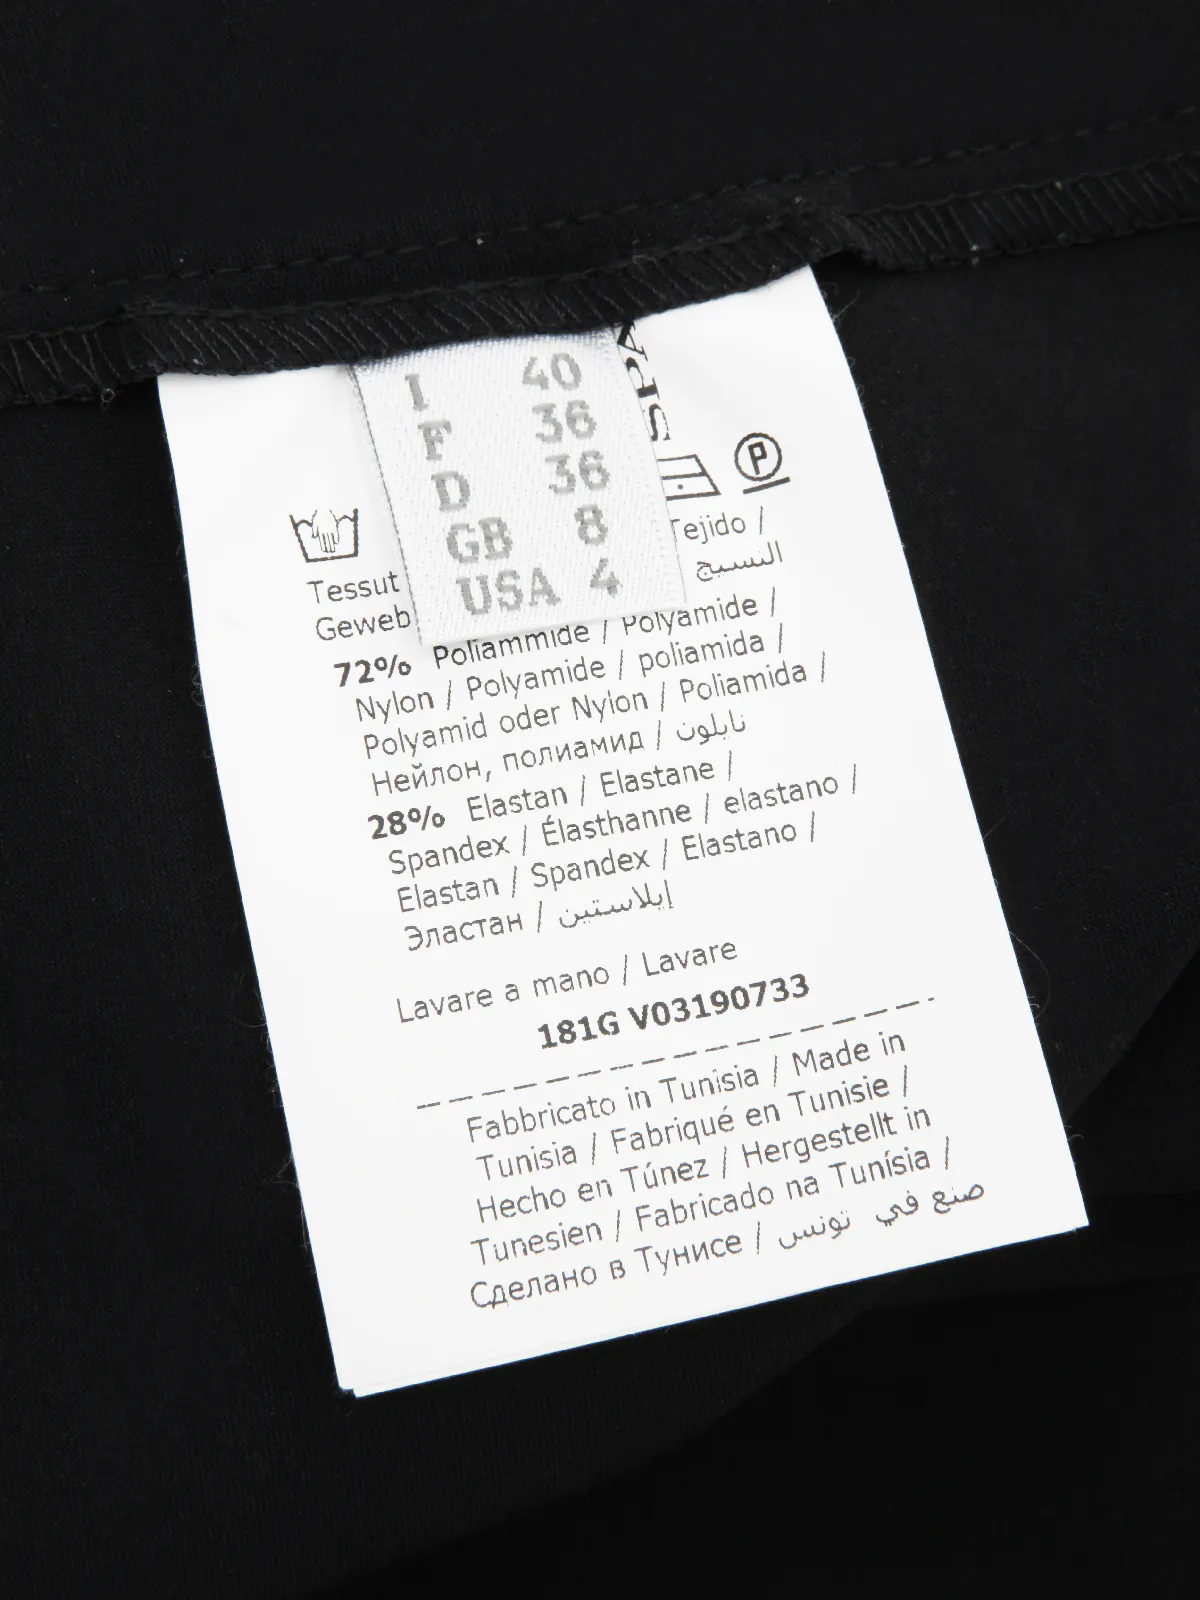 I 40
F 36
D 36
GB 8
USA 4
SPA
P
Tessut
Tejido /
Geweb
النسيج
72% Poliammide / Polyamide /
Nylon / Polyamide / poliamida /
Polyamid oder Nylon / Poliamida /
Нейлон, полиамид / نايلون
28% Elastan / Elastane /
Spandex / Élasthanne / elastano /
Elastan / Spandex / Elastano /
Эластан / إيلاستين
Lavare a mano / Lavare
181G V03190733
Fabbricato in Tunisia / Made in
Tunisia / Fabriqué en Tunisie /
Hecho en Túnez / Hergestellt in
Tunesien / Fabricado na Tunísia /
Сделано в Тунисе / صنع في تونس